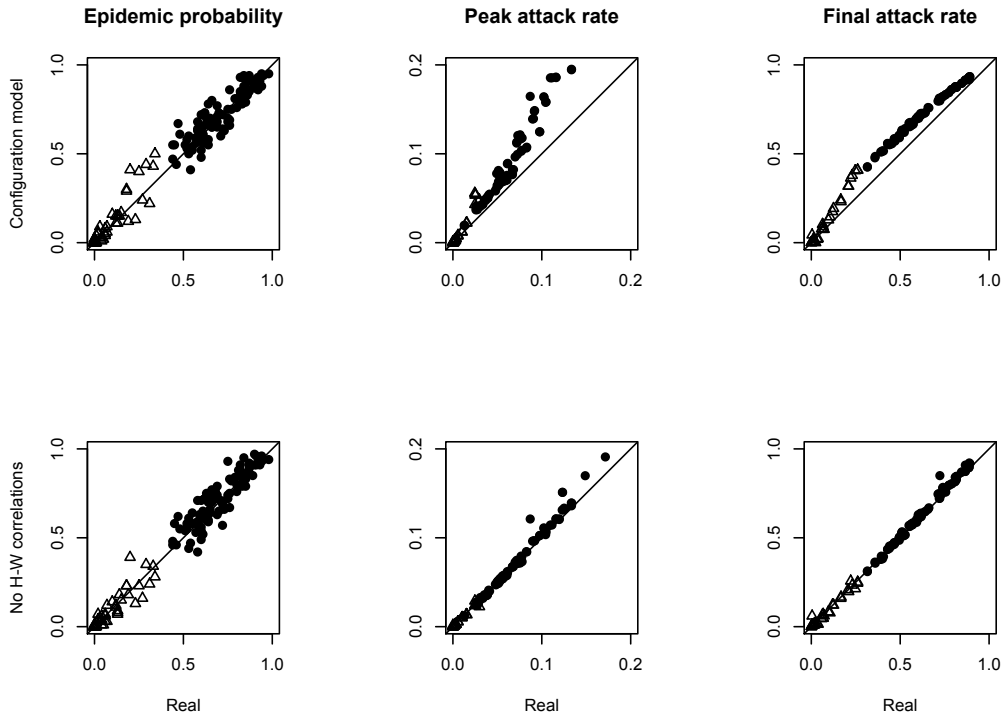 Epidemic probability
Peak attack rate
Final attack rate
Configuration model
1.0
0.5
0.0
0.0 0.5 1.0
0.2
0.1
0.0
0.0 0.1 0.2
1.0
0.5
0.0
0.0 0.5 1.0
No H-W correlations
1.0
0.5
0.0
0.0 0.5 1.0
Real
0.2
0.1
0.0
0.0 0.1 0.2
Real
1.0
0.5
0.0
0.0 0.5 1.0
Real